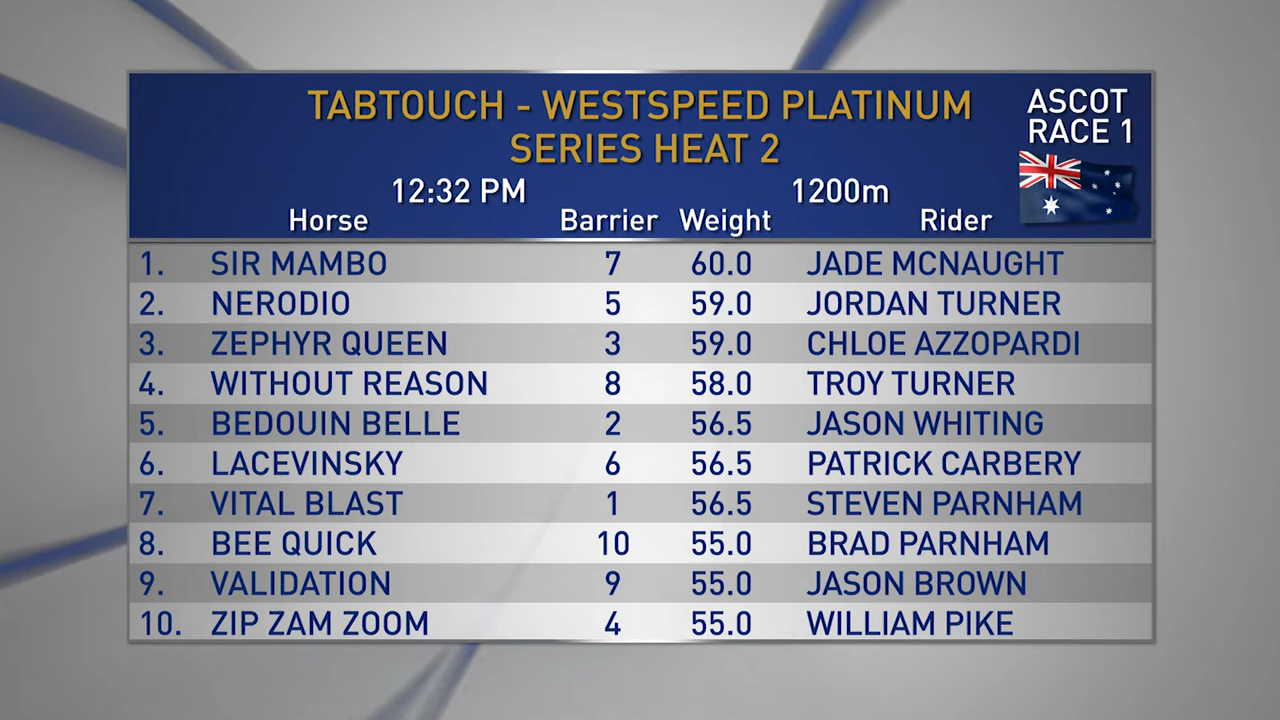 TABTOUCH - WESTSPEED PLATINUM
SERIES HEAT 2
ASCOT
RACE 1
12:32 PM 1200m
Horse Barrier Weight Rider
1. SIR MAMBO 7 60.0 JADE MCNAUGHT
2. NERODIO 5 59.0 JORDAN TURNER
3. ZEPHYR QUEEN 3 59.0 CHLOE AZZOPARDI
4. WITHOUT REASON 8 58.0 TROY TURNER
5. BEDOUIN BELLE 2 56.5 JASON WHITING
6. LACEVINSKY 6 56.5 PATRICK CARBERY
7. VITAL BLAST 1 56.5 STEVEN PARNHAM
8. BEE QUICK 10 55.0 BRAD PARNHAM
9. VALIDATION 9 55.0 JASON BROWN
10. ZIP ZAM ZOOM 4 55.0 WILLIAM PIKE